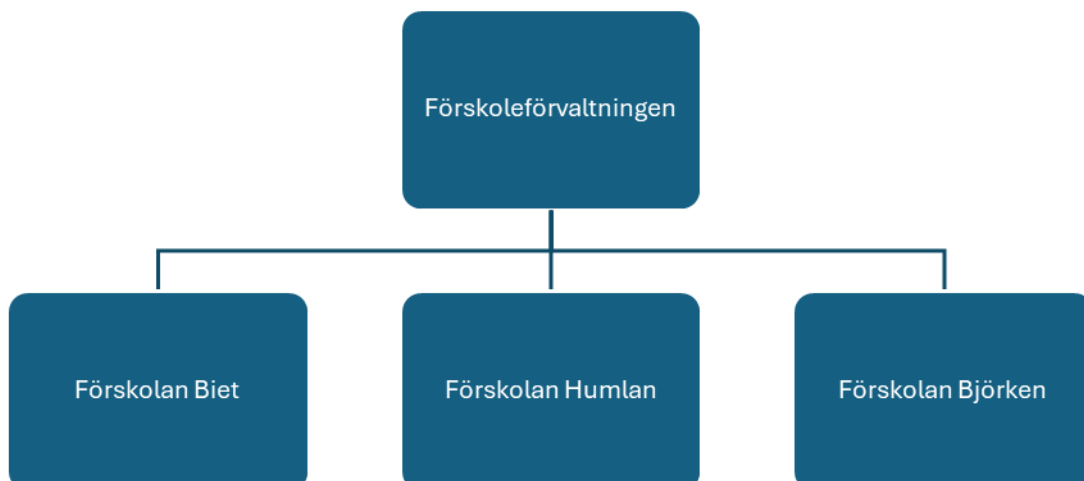 Förskoleförvaltningen
Förskolan Biet
Förskolan Humlan
Förskolan Björken